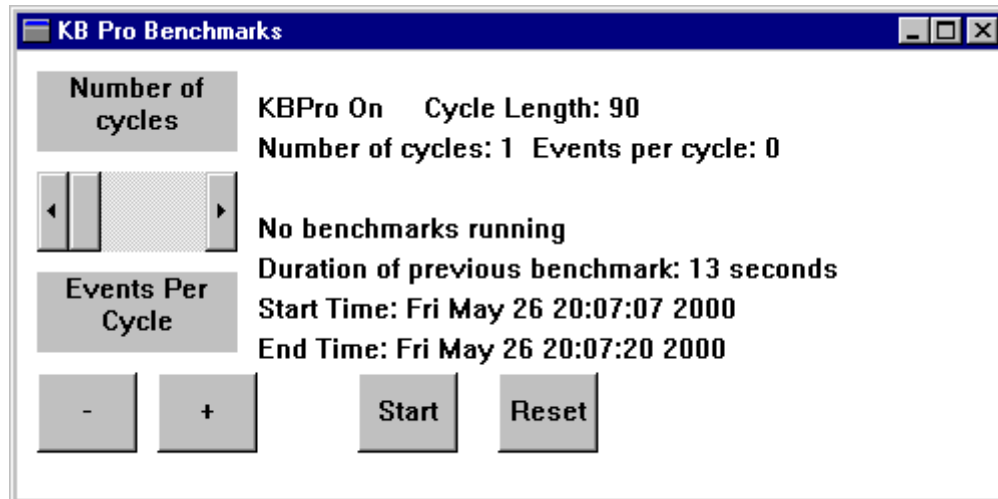 KB Pro Benchmarks
Number of
cycles
KBPro On Cycle Length: 90
Number of cycles: 1 Events per cycle: 0
No benchmarks running
Duration of previous benchmark: 13 seconds
Events Per
Cycle
Start Time: Fri May 26 20:07:07 2000
End Time: Fri May 26 20:07:20 2000
- + Start Reset